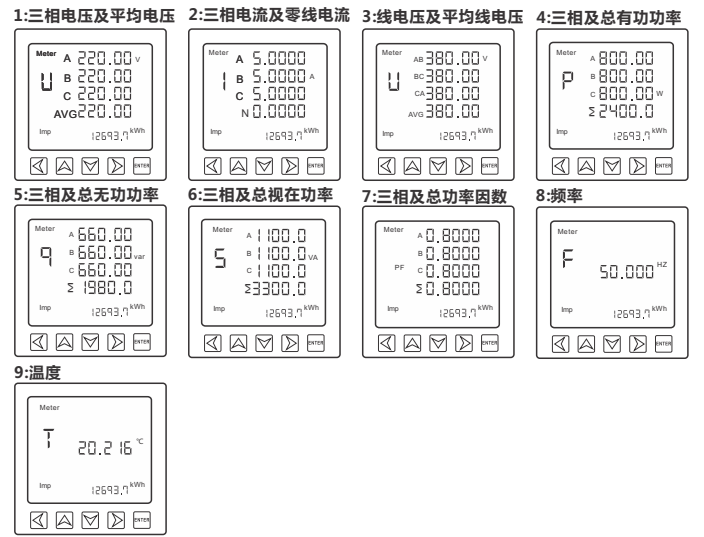 1:三相电压及平均电压
Meter
A 220.00 V
U
B 220.00
C 220.00
AVG 220.00
Imp 12693.7 kWh
ENTER
2:三相电流及零线电流
Meter
A 5.0000
I
B 5.0000 A
C 5.0000
N 0.0000
Imp 12693.7 kWh
ENTER
3:线电压及平均线电压
Meter
AB 380.00 V
U
BC 380.00
CA 380.00
AVG 380.00
Imp 12693.7 kWh
ENTER
4:三相及总有功功率
Meter
A 800.00
P
B 800.00
C 800.00 W
Σ 2400.0
Imp 12693.7 kWh
ENTER
5:三相及总无功功率
Meter
A 660.00
q
B 660.00 var
C 660.00
Σ 1980.0
Imp 12693.7 kWh
ENTER
6:三相及总视在功率
Meter
A 1100.0
S
B 1100.0 VA
C 1100.0
Σ 3300.0
Imp 12693.7 kWh
ENTER
7:三相及总功率因数
Meter
A 0.8000
B 0.8000
PF
C 0.8000
Σ 0.8000
Imp 12693.7 kWh
ENTER
8:频率
Meter
F
50.000 HZ
Imp 12693.7 kWh
ENTER
9:温度
Meter
T
20.216 ℃
Imp 12693.7 kWh
ENTER